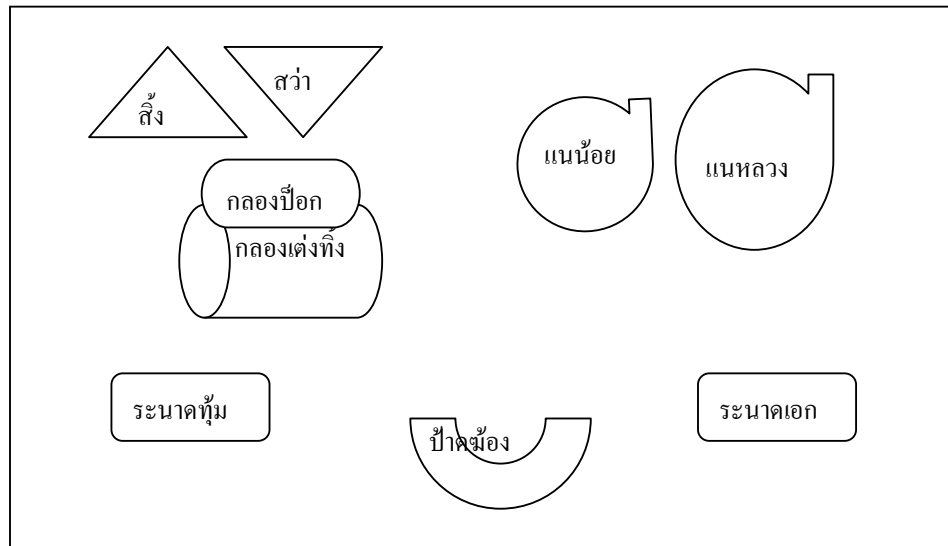 สิ้ง
สว่า
แนน้อย
แนหลวง
กลองป็อก
กลองเต่งทิ้ง
ระนาดทุ้ม
ป้าดฆ้อง
ระนาดเอก